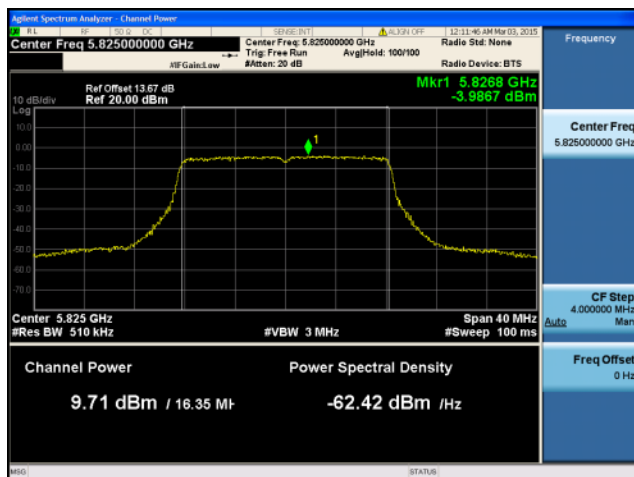 Agilent Spectrum Analyzer - Channel Power
RL RF 50 Ω DC SENSE:INT ALIGN OFF 12:11:46 AM Mar 03, 2015
Center Freq 5.825000000 GHz
Center Freq: 5.825000000 GHz
Radio Std: None
Trig: Free Run Avg|Hold: 100/100
#IFGain:Low #Atten: 20 dB Radio Device: BTS
Frequency
Ref Offset 13.67 dB
10 dB/div Ref 20.00 dBm
Mkr1 5.8268 GHz
-3.9867 dBm
Log
10.0
0.00
-10.0
-20.0
-30.0
-40.0
-50.0
-60.0
-70.0
1
Center Freq
5.825000000 GHz
Center 5.825 GHz Span 40 MHz
#Res BW 510 kHz #VBW 3 MHz #Sweep 100 ms
CF Step
4.000000 MHz
Auto Man
Freq Offset
0 Hz
Channel Power Power Spectral Density
9.71 dBm / 16.35 MH -62.42 dBm /Hz
MSG STATUS